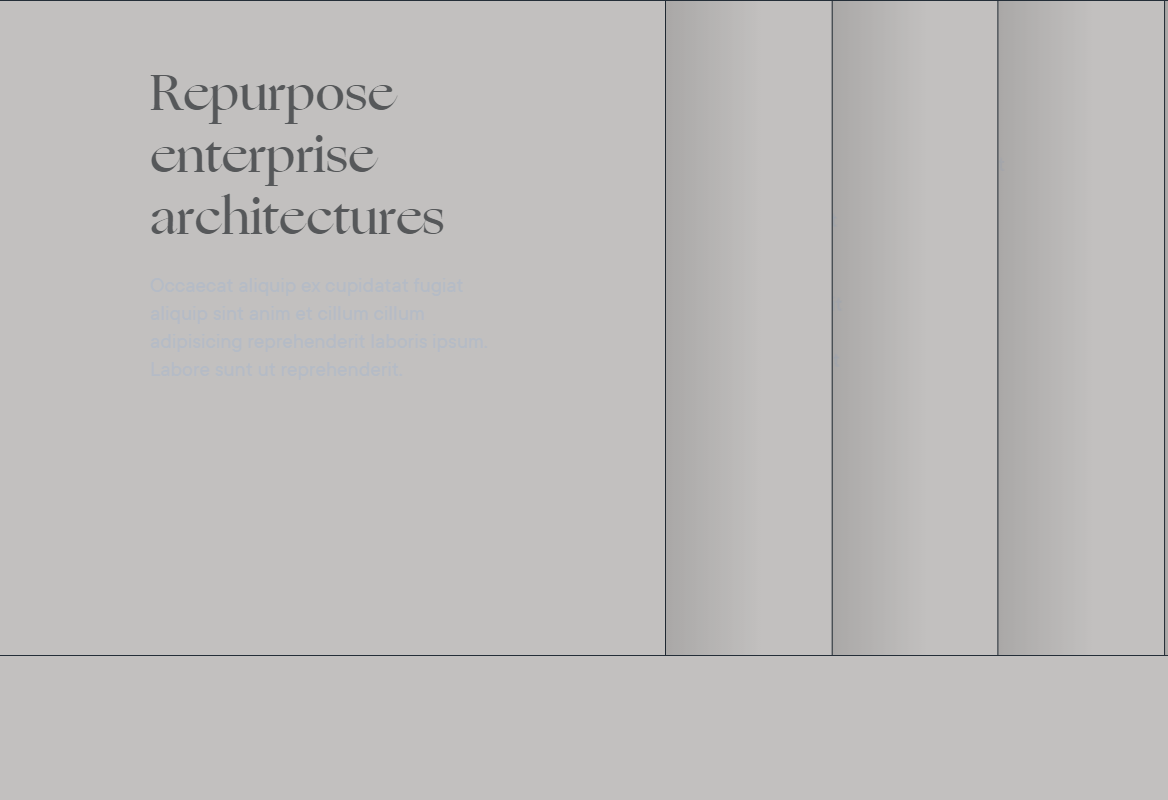 Repurpose
enterprise
architectures
Occaecat aliquip ex cupidatat fugiat
aliquip sint anim et cillum cillum
adipisicing reprehenderit laboris ipsum.
Labore sunt ut reprehenderit.